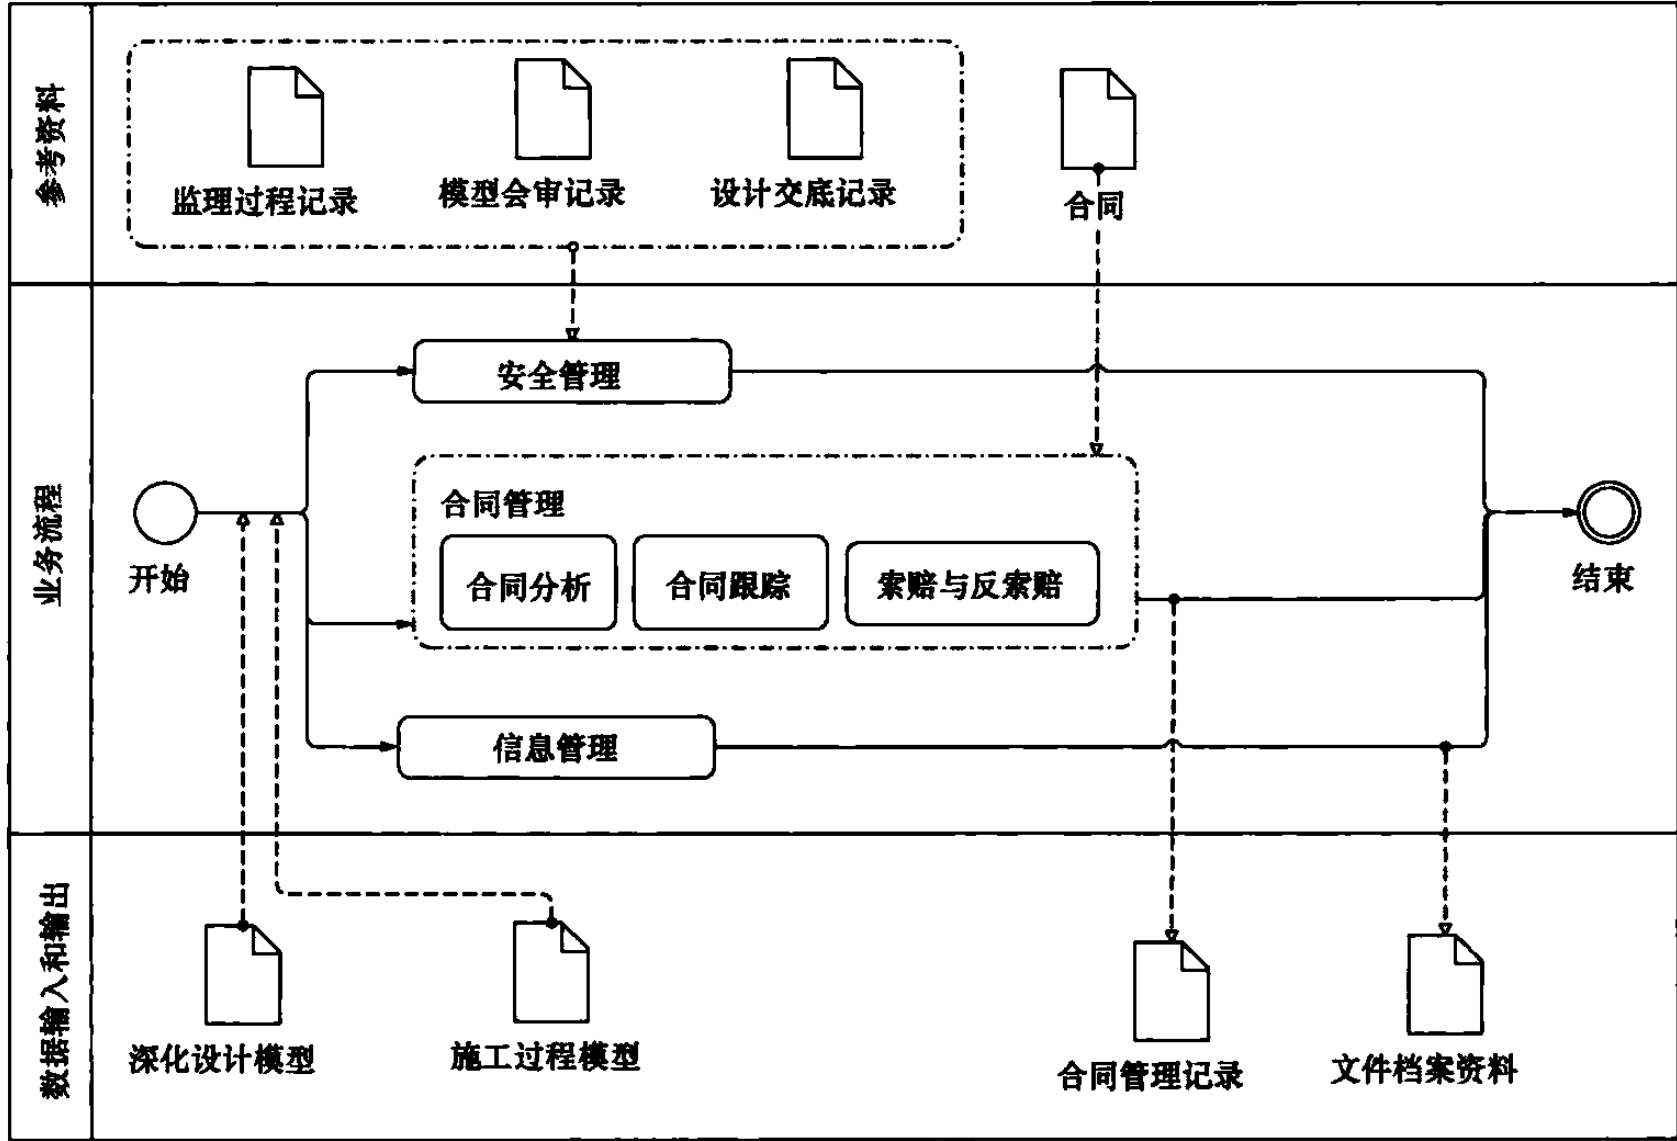 参考资料
监理过程记录
模型会审记录
设计交底记录
合同
业务流程
安全管理
合同管理
合同分析
合同跟踪
索赔与反索赔
开始
结束
信息管理
数据输入和输出
深化设计模型
施工过程模型
合同管理记录
文件档案资料